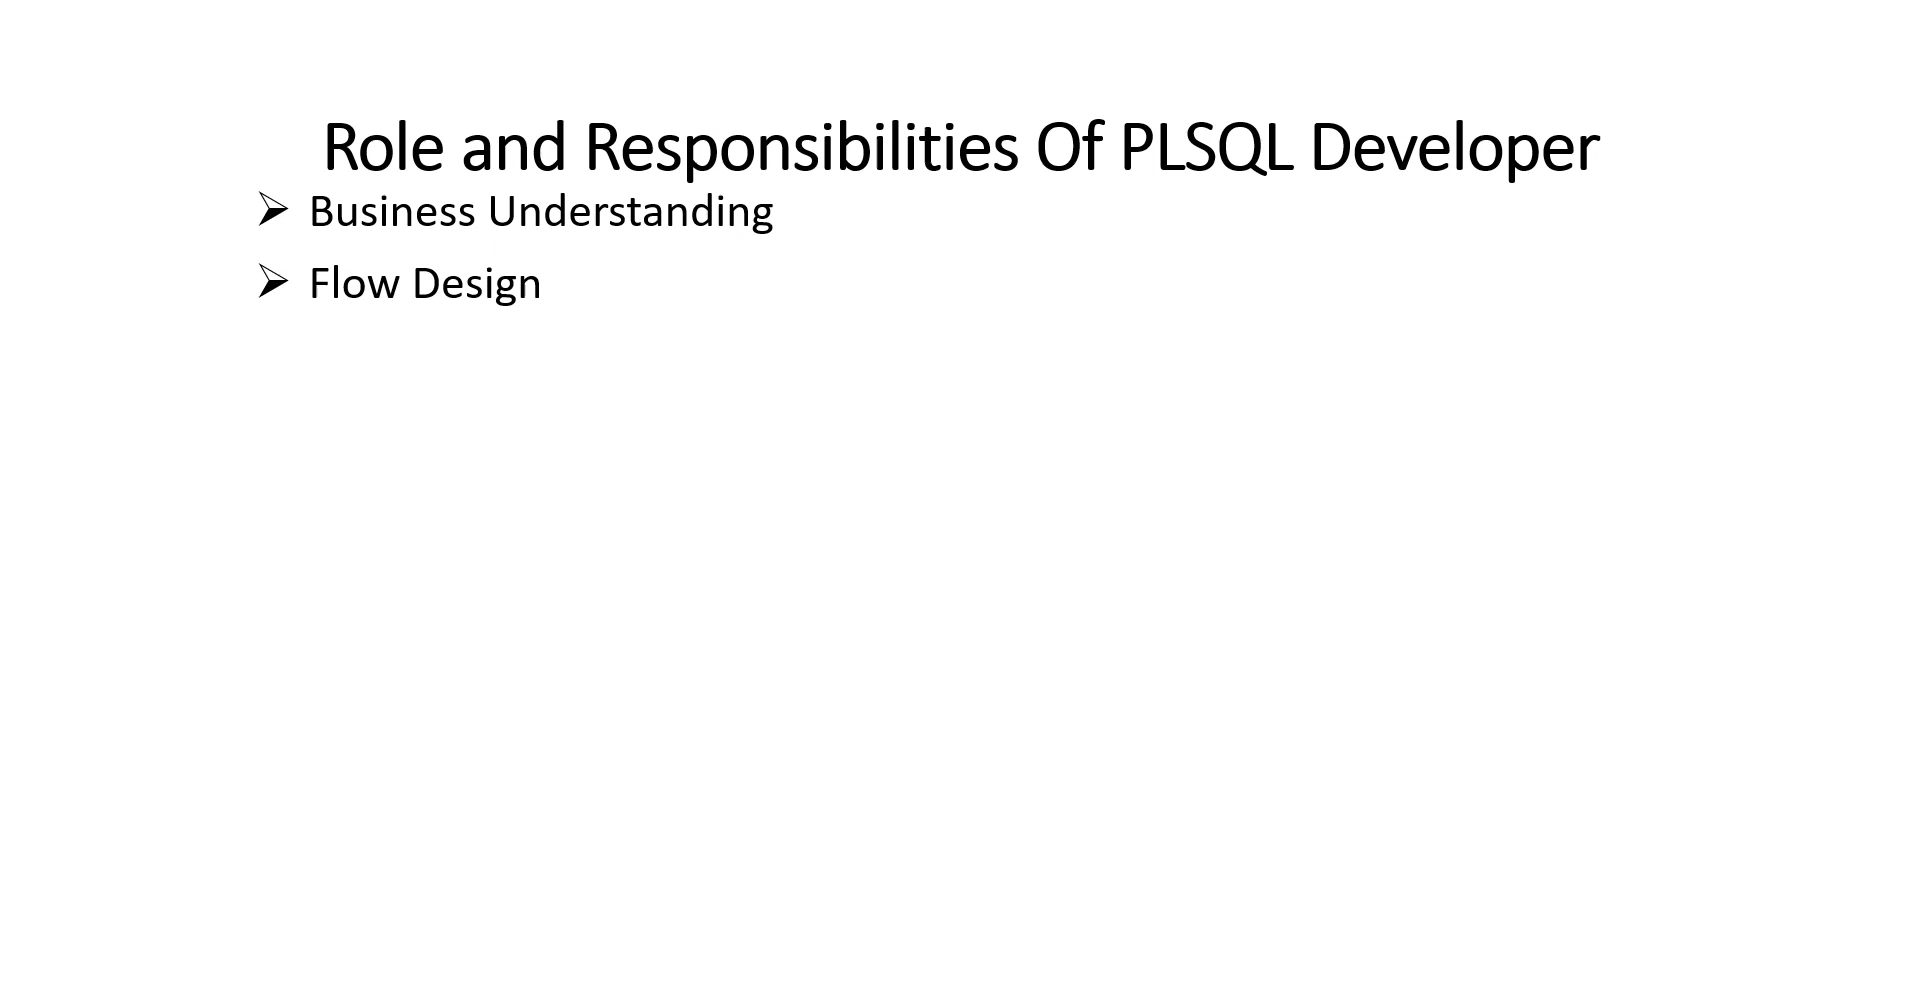 Role and Responsibilities Of PLSQL Developer
➢ Business Understanding
➢ Flow Design